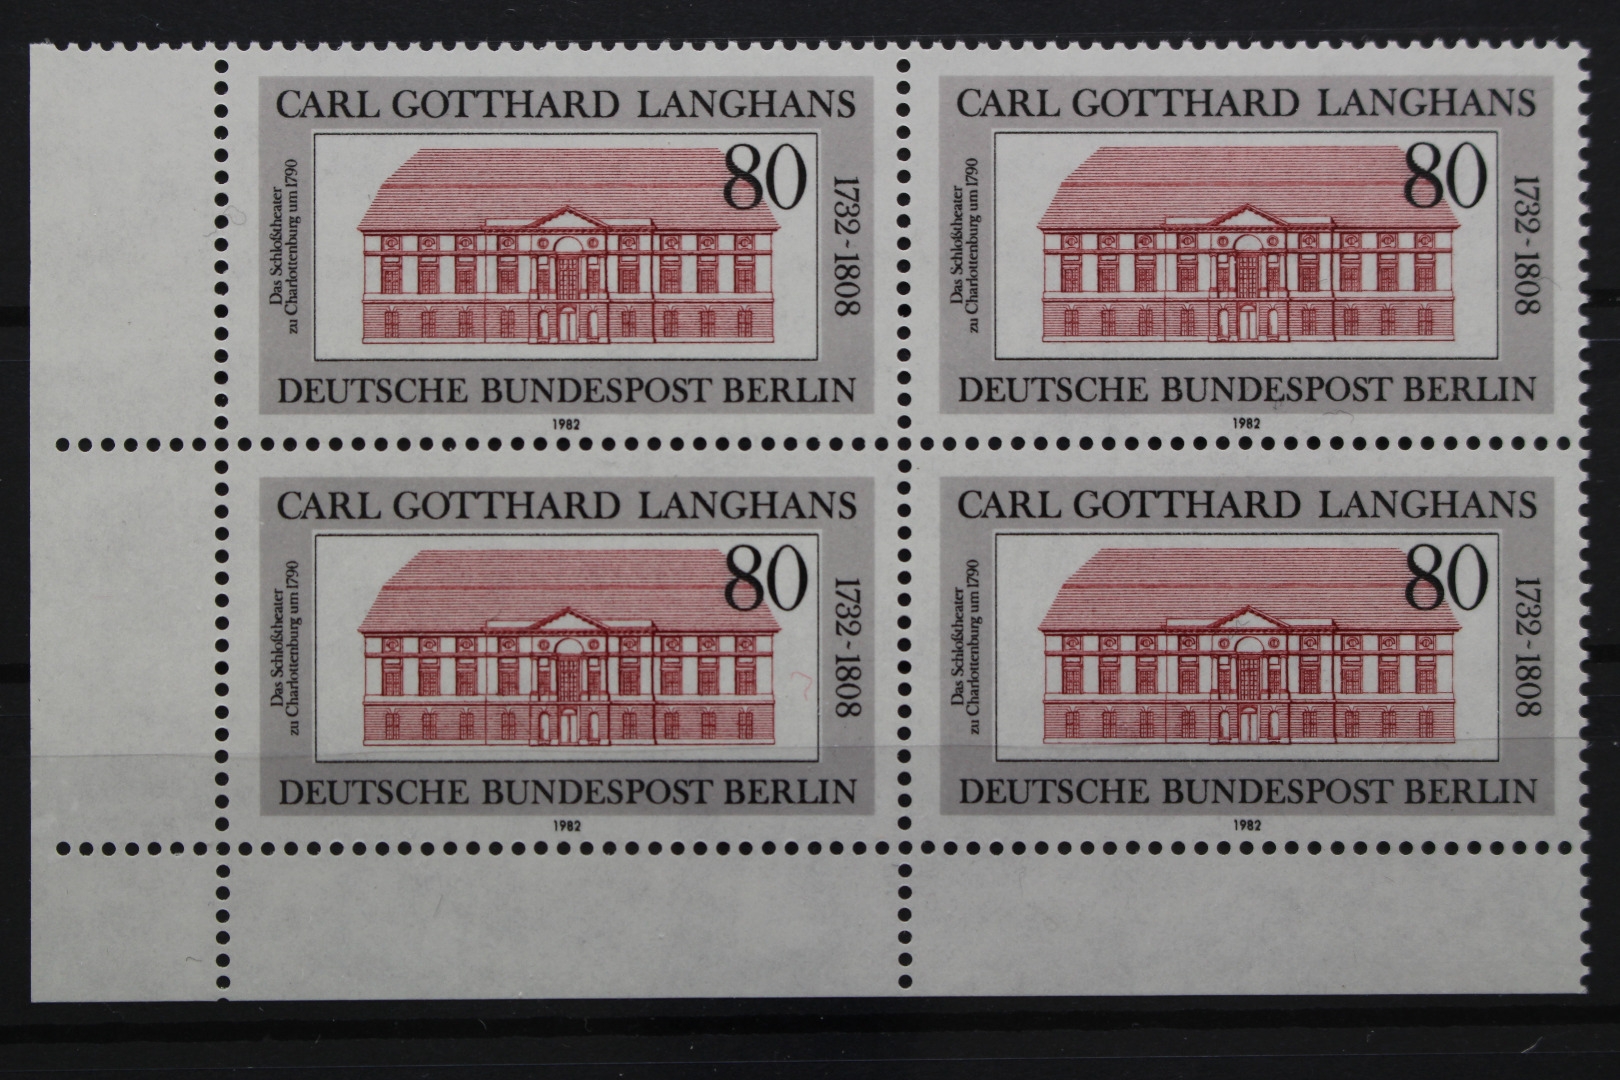 CARL GOTTHARD LANGHANS
80
Das Schloßtheater
zu Charlottenburg um 1790
1732-1808
DEUTSCHE BUNDESPOST BERLIN
1982
CARL GOTTHARD LANGHANS
80
Das Schloßtheater
zu Charlottenburg um 1790
1732-1808
DEUTSCHE BUNDESPOST BERLIN
1982
CARL GOTTHARD LANGHANS
80
Das Schloßtheater
zu Charlottenburg um 1790
1732-1808
DEUTSCHE BUNDESPOST BERLIN
1982
CARL GOTTHARD LANGHANS
80
Das Schloßtheater
zu Charlottenburg um 1790
1732-1808
DEUTSCHE BUNDESPOST BERLIN
1982